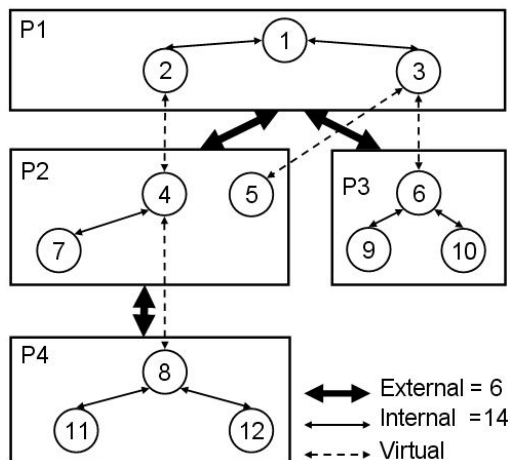 P1
1
2
3
P2
4
5
P3
6
7
9
10
P4
8
11
12
External = 6
Internal =14
Virtual